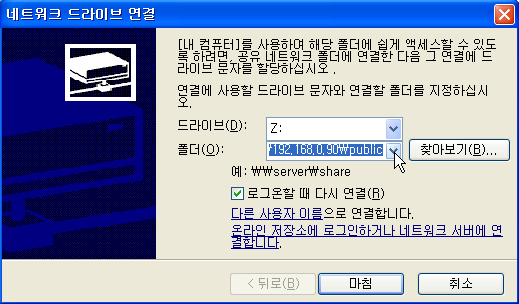 네트워크 드라이브 연결
[내 컴퓨터]를 사용하여 해당 폴더에 쉽게 액세스할 수 있도
록 하려면, 공유 네트워크 폴더에 연결한 다음 그 연결에 드
라이브 문자를 할당하십시오 .
연결에 사용할 드라이브 문자와 연결할 폴더를 지정하십시
오.
드라이브(D): Z:
폴더(O): ₩192,168,0,90₩public 찾아보기(B)...
예: ₩₩server₩share
로그온할 때 다시 연결(R)
다른 사용자 이름으로 연결합니다.
온라인 저장소에 로그인하거나 네트워크 서버에 연
결합니다.
< 뒤로(B) 마침 취소